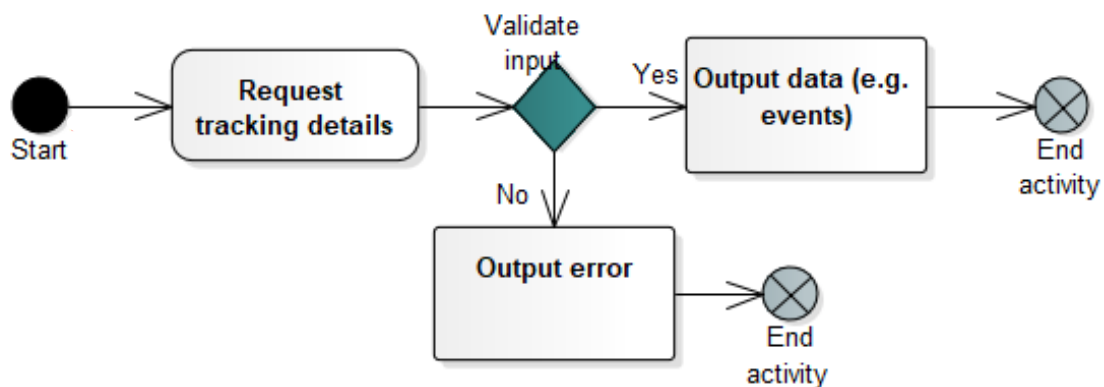 Start
Request
tracking details
Validate
input
Yes
Output data (e.g.
events)
End
activity
No
Output error
End
activity